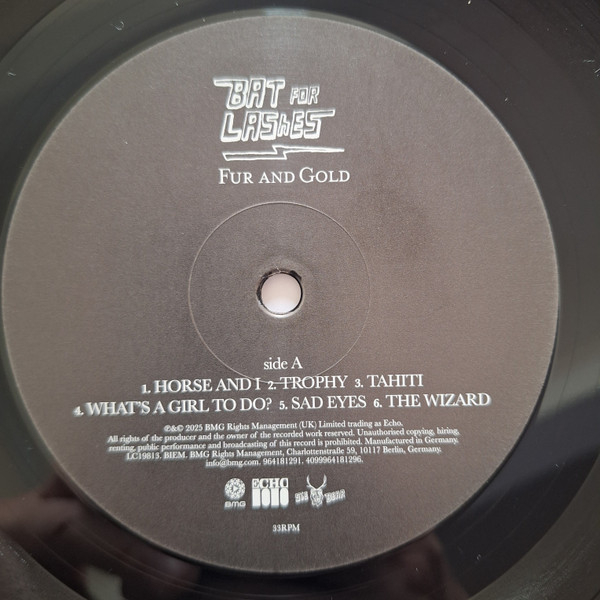 BAT FOR
LASHES
FUR AND GOLD
side A
1. HORSE AND I 2. TROPHY 3. TAHITI
4. WHAT'S A GIRL TO DO? 5. SAD EYES 6. THE WIZARD
℗&© 2025 BMG Rights Management (UK) Limited trading as Echo.
All rights of the producer and the owner of the recorded work reserved. Unauthorised copying, hiring,
renting, public performance and broadcasting of this record is prohibited. Manufactured in Germany.
LC19813. BIEM. BMG Rights Management, Charlottenstraße 59, 10117 Berlin, Germany.
info@bmg.com. 964181291. 4099964181296.
BMG ECHO
33RPM